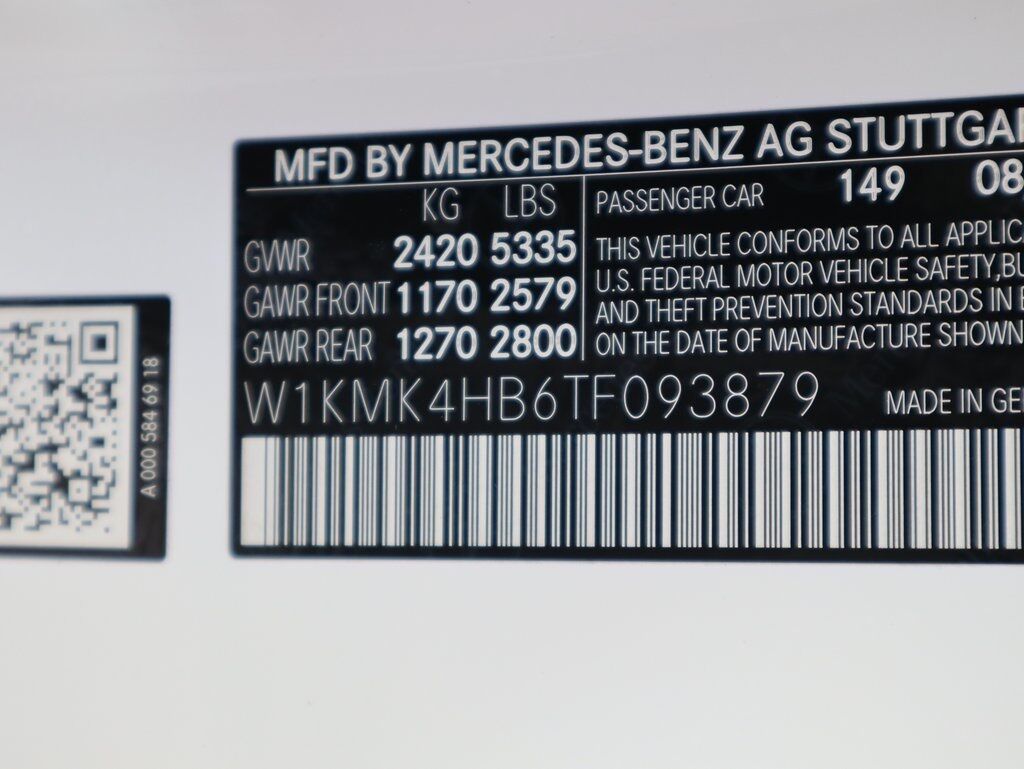 MFD BY MERCEDES-BENZ AG STUTTGAR
KG LBS
GVWR 2420 5335
GAWR FRONT 1170 2579
GAWR REAR 1270 2800
PASSENGER CAR 149 08
THIS VEHICLE CONFORMS TO ALL APPLIC
U.S. FEDERAL MOTOR VEHICLE SAFETY,BU
AND THEFT PREVENTION STANDARDS IN
ON THE DATE OF MANUFACTURE SHOWN
W1KMK4HB6TF093879
MADE IN GE
A 000 584 69 18